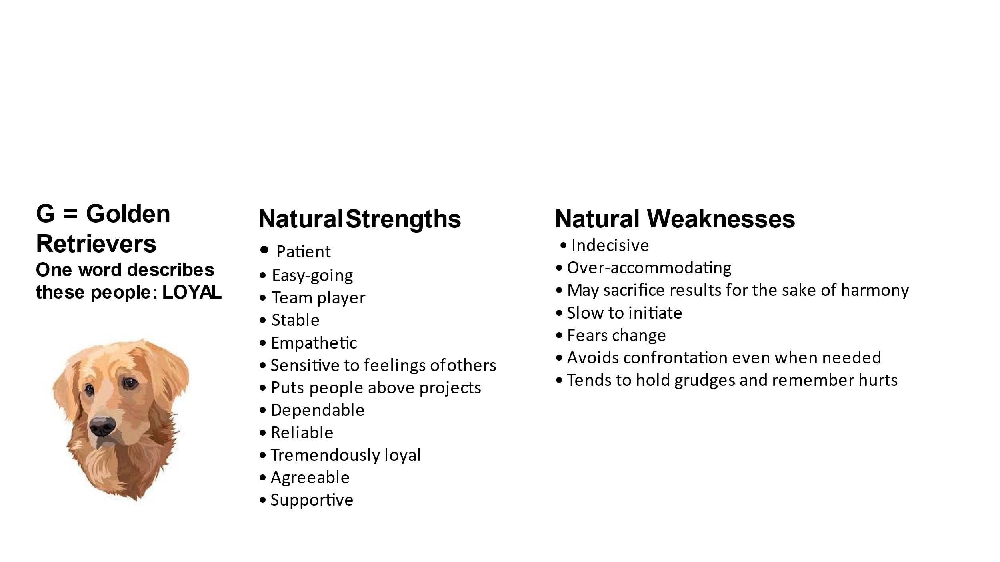 G = Golden
Retrievers
One word describes
these people: LOYAL
Natural Strengths
• Patient
• Easy-going
• Team player
• Stable
• Empathetic
• Sensitive to feelings ofothers
• Puts people above projects
• Dependable
• Reliable
• Tremendously loyal
• Agreeable
• Supportive
Natural Weaknesses
• Indecisive
• Over-accommodating
• May sacrifice results for the sake of harmony
• Slow to initiate
• Fears change
• Avoids confrontation even when needed
• Tends to hold grudges and remember hurts